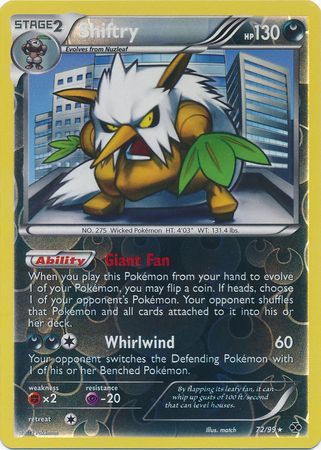 STAGE2
Shiftry
HP130
Evolves from Nuzleaf
NO. 275 Wicked Pokémon HT: 4'03" WT: 131.4 lbs.
Ability Giant Fan
When you play this Pokémon from your hand to evolve
1 of your Pokémon, you may flip a coin. If heads, choose
1 of your opponent's Pokémon. Your opponent shuffles
that Pokémon and all cards attached to it into his or
her deck.
Whirlwind 60
Your opponent switches the Defending Pokémon with
1 of his or her Benched Pokémon.
weakness
×2
resistance
-20
retreat
By flapping its leafy fan, it can
whip up gusts of 100 ft/second
that can level houses.
Illus. match
72/99